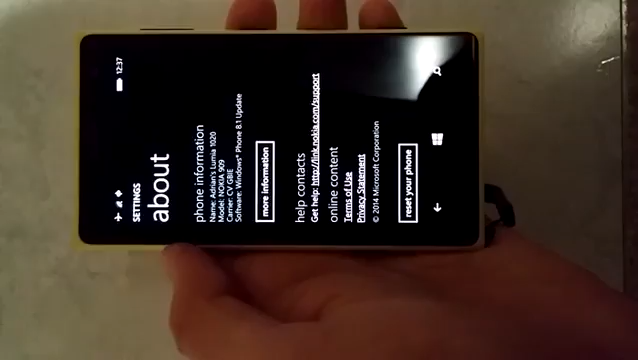 12:37
SETTINGS
about
phone information
Name: Adrian's Lumia 1020
Model: NOKIA 909
Carrier: CV GBIE
Software: Windows® Phone 8.1 Update
more information
help contacts
Get help: http://link.nokia.com/support
online content
Terms of Use
Privacy Statement
© 2014 Microsoft Corporation
reset your phone